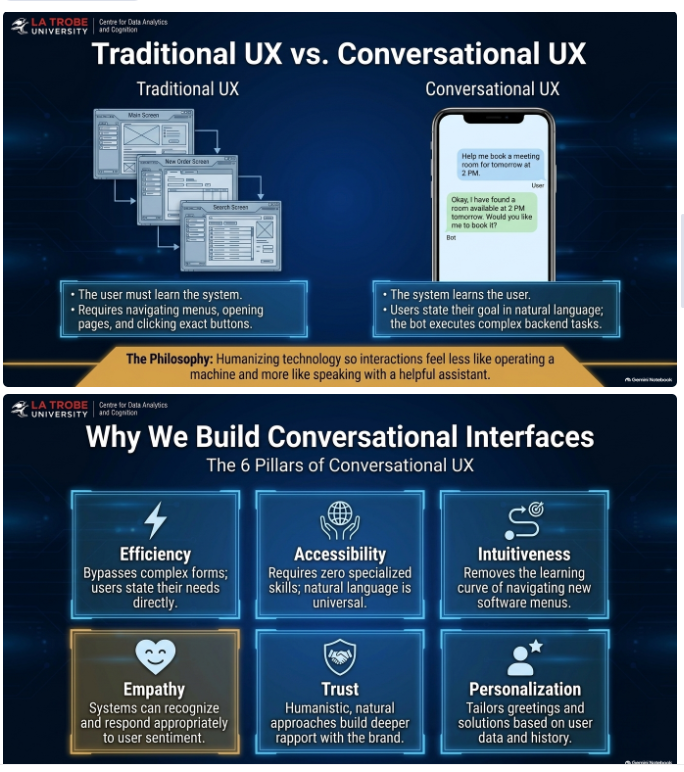 LA TROBE
UNIVERSITY
Centre for Data Analytics
and Cognition
Traditional UX vs. Conversational UX
Traditional UX
Main Screen
New Order Screen
Search Screen
• The user must learn the system.
• Requires navigating menus, opening
pages, and clicking exact buttons.
Conversational UX
Help me book a meeting
room for tomorrow at
2 PM.
User
Okay, I have found a
room available at 2 PM
tomorrow. Would you like
me to book it?
Bot
• The system learns the user.
• Users state their goal in natural language;
the bot executes complex backend tasks.
The Philosophy: Humanizing technology so interactions feel less like operating a
machine and more like speaking with a helpful assistant.
Gemini Notebook
LA TROBE
UNIVERSITY
Centre for Data Analytics
and Cognition
Why We Build Conversational Interfaces
The 6 Pillars of Conversational UX
Efficiency
Bypasses complex forms;
users state their needs
directly.
Accessibility
Requires zero specialized
skills; natural language is
universal.
Intuitiveness
Removes the learning
curve of navigating new
software menus.
Empathy
Systems can recognize
and respond appropriately
to user sentiment.
Trust
Humanistic, natural
approaches build deeper
rapport with the brand.
Personalization
Tailors greetings and
solutions based on user
data and history.
Gemini Notebook